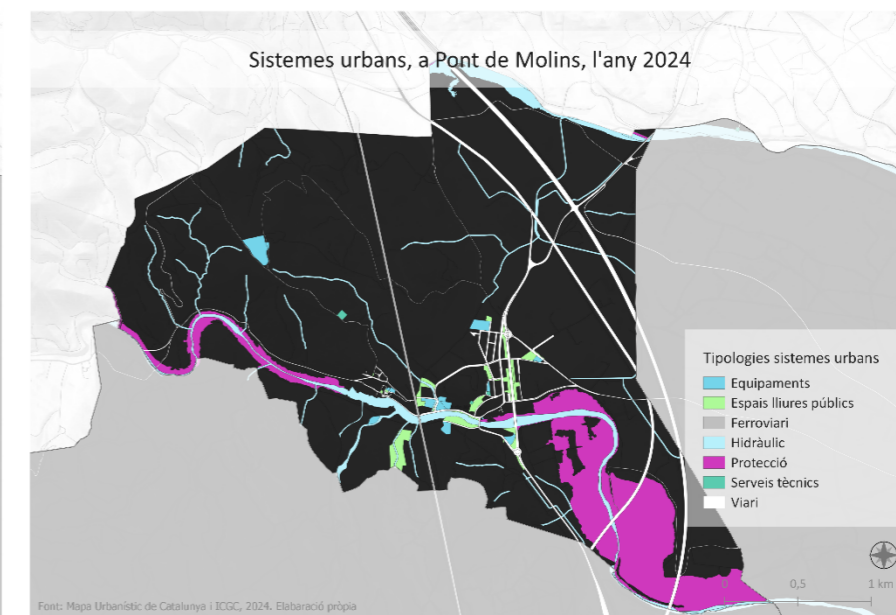 Sistemes urbans, a Pont de Molins, l'any 2024
Tipologies sistemes urbans
Equipaments
Espais lliures públics
Ferroviari
Hidràulic
Protecció
Serveis tècnics
Viari
0 0,5 1 km
Font: Mapa Urbanístic de Catalunya i ICGC, 2024. Elabaració pròpia